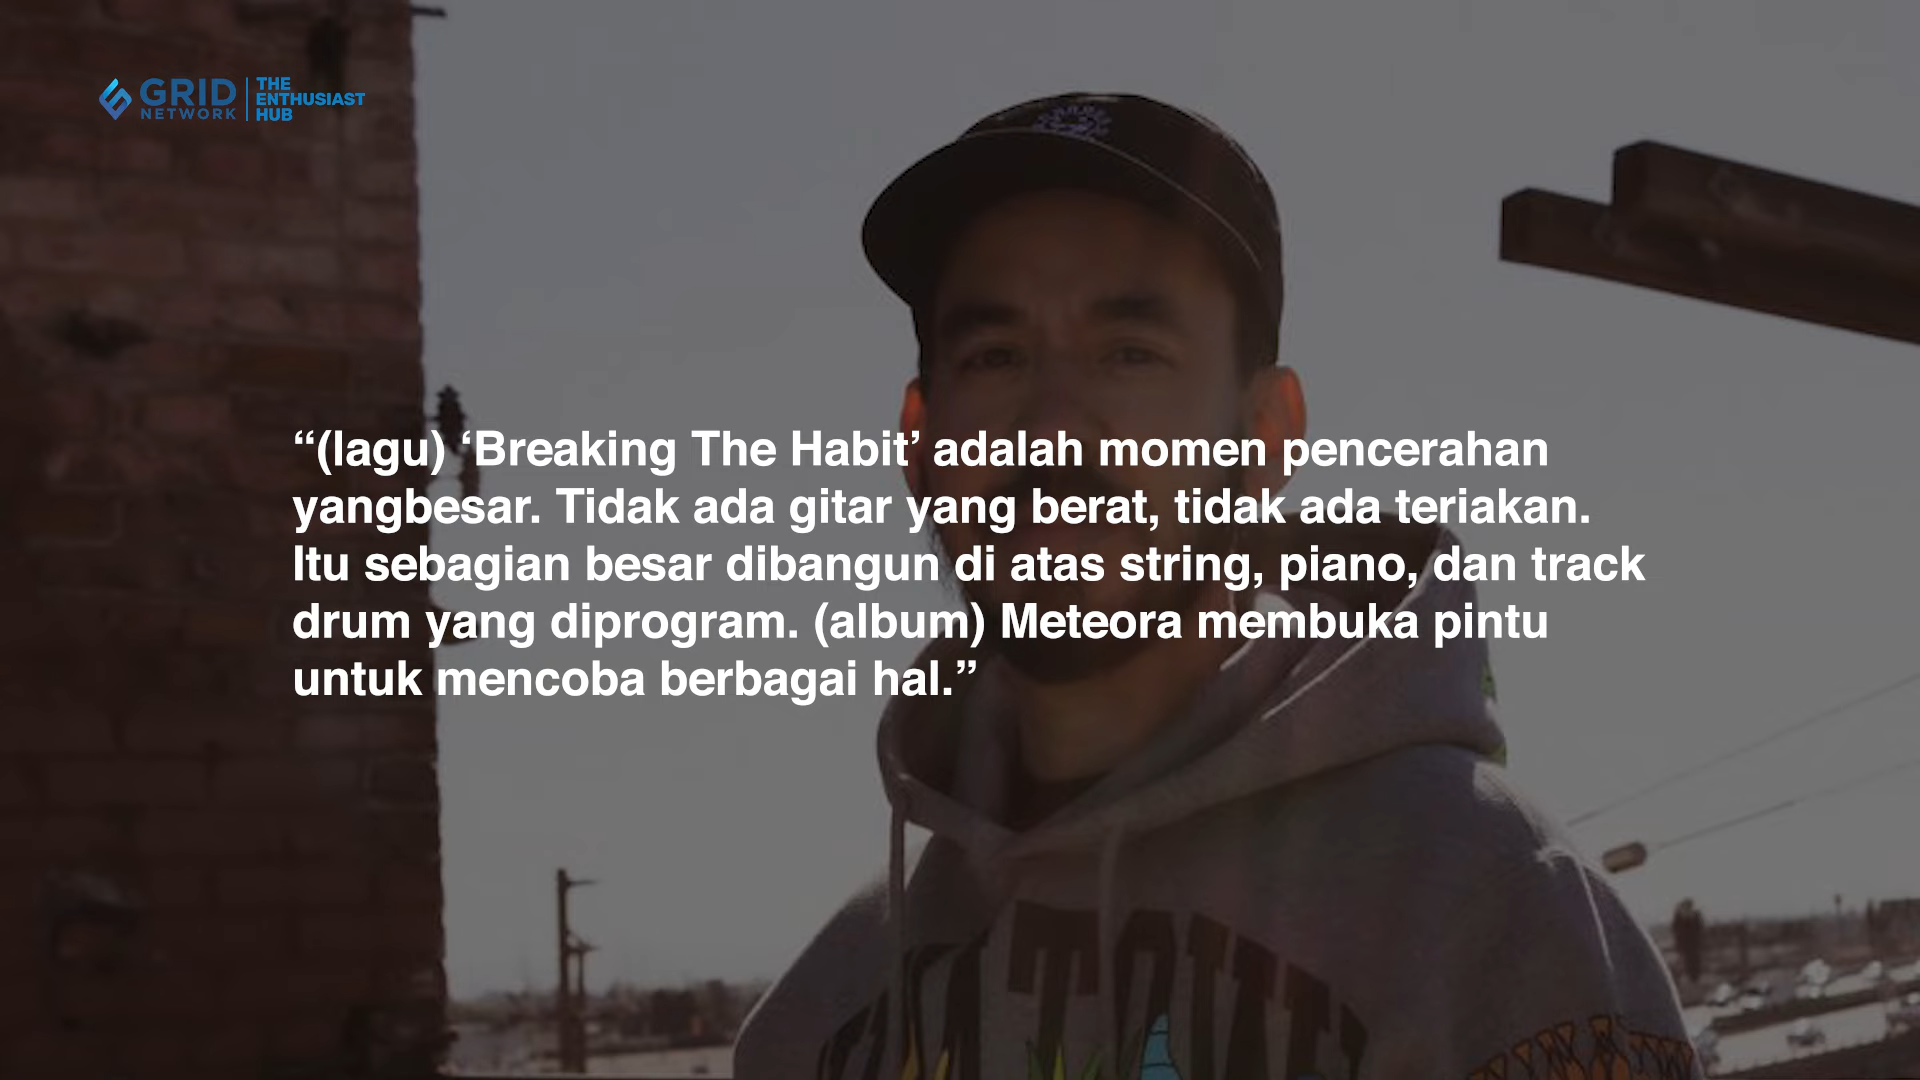 GRID
NETWORK
THE
ENTHUSIAST
HUB
“(lagu) ‘Breaking The Habit’ adalah momen pencerahan
yangbesar. Tidak ada gitar yang berat, tidak ada teriakan.
Itu sebagian besar dibangun di atas string, piano, dan track
drum yang diprogram. (album) Meteora membuka pintu
untuk mencoba berbagai hal.”